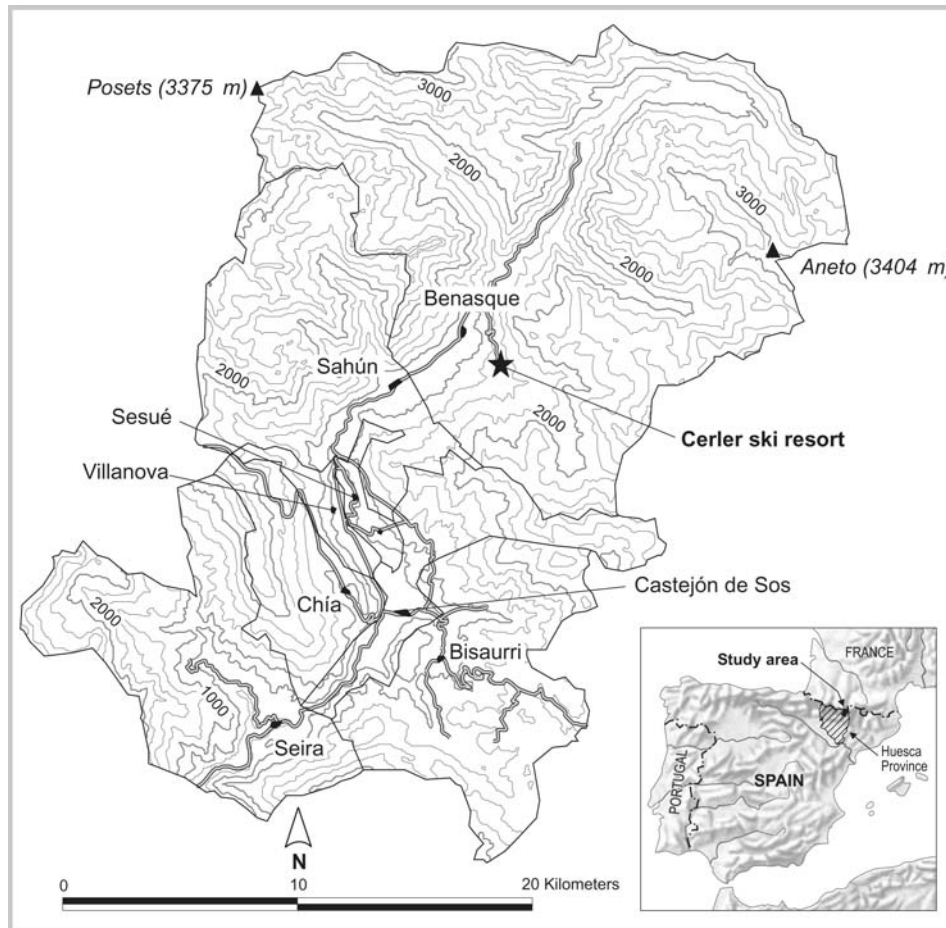 Posets (3375 m)
3000
2000
3000
Aneto (3404 m)
2000
Benasque
Sahún
2000
2000
Cerler ski resort
Sesué
Villanova
Castejón de Sos
Chía
2000
Bisaurri
1000
Seira
N
0
10
20 Kilometers
Study area
FRANCE
Huesca
Province
PORTUGAL
SPAIN